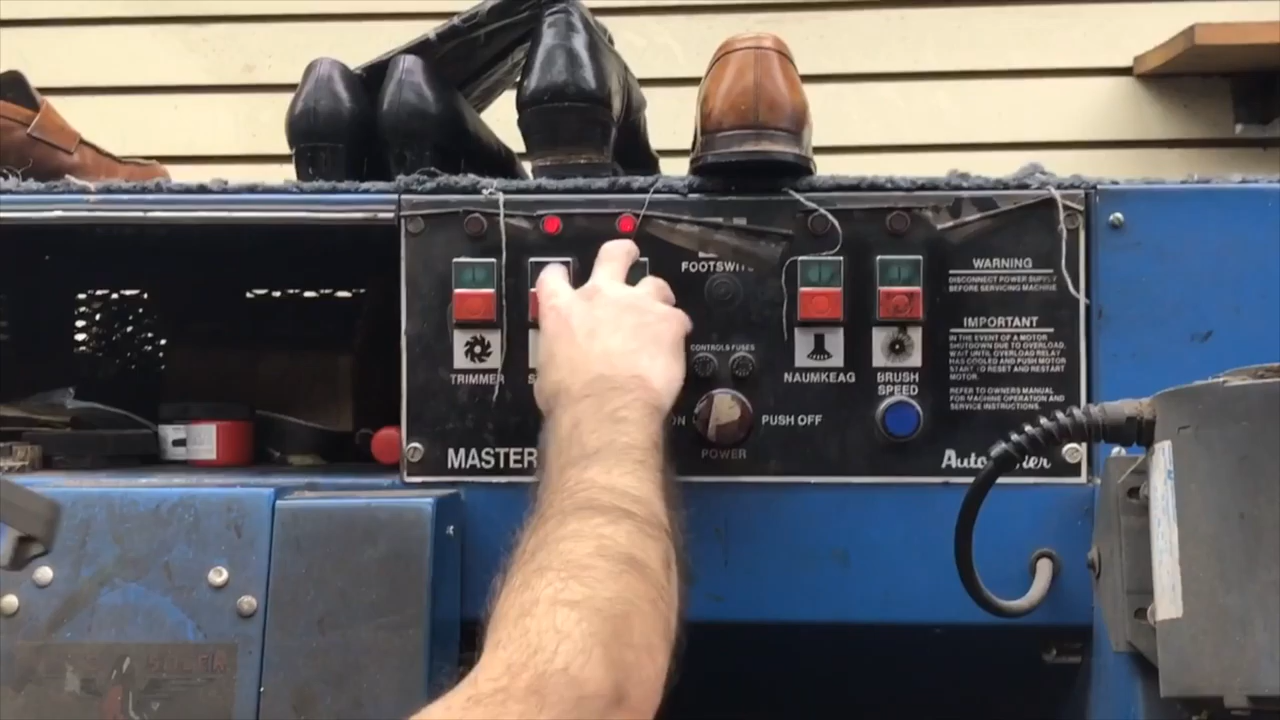 FOOTSWIT
WARNING
DISCONNECT POWER SUPPLY
BEFORE SERVICING MACHINE
IMPORTANT
IN THE EVENT OF A MOTOR
SHUTDOWN DUE TO OVERLOAD,
WAIT UNTIL OVERLOAD RELAY
HAS COOLED AND PUSH MOTOR
START TO RESET AND RESTART
MOTOR.
REFER TO OWNERS MANUAL
FOR MACHINE OPERATION AND
SERVICE INSTRUCTIONS.
CONTROLS FUSES
TRIMMER
NAUMKEAG
BRUSH
SPEED
ON
PUSH OFF
POWER
MASTER
SOLER